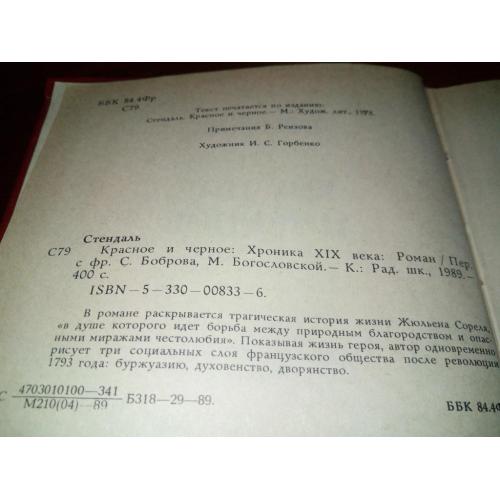 ББК 84.4Фр
С79
Текст печатается по изданию:
Стендаль. Красное и черное.— М.: Худож. лит., 1978.
Примечания Б. Реизова
Художник И. С. Горбенко
Стендаль
С79 Красное и черное: Хроника XIX века: Роман / Пер.
с фр. С. Боброва, М. Богословской.— К.: Рад. шк., 1989.—
400 с.
ISBN—5—330—00833—6.
В романе раскрывается трагическая история жизни Жюльена Сореля,
«в душе которого идет борьба между природным благородством и опас-
ными миражами честолюбия». Показывая жизнь героя, автор одновременно
рисует три социальных слоя французского общества после революции
1793 года: буржуазию, духовенство, дворянство.
С 4703010100—341
М210(04)—89 Б318—29—89.
ББК 84.4Ф